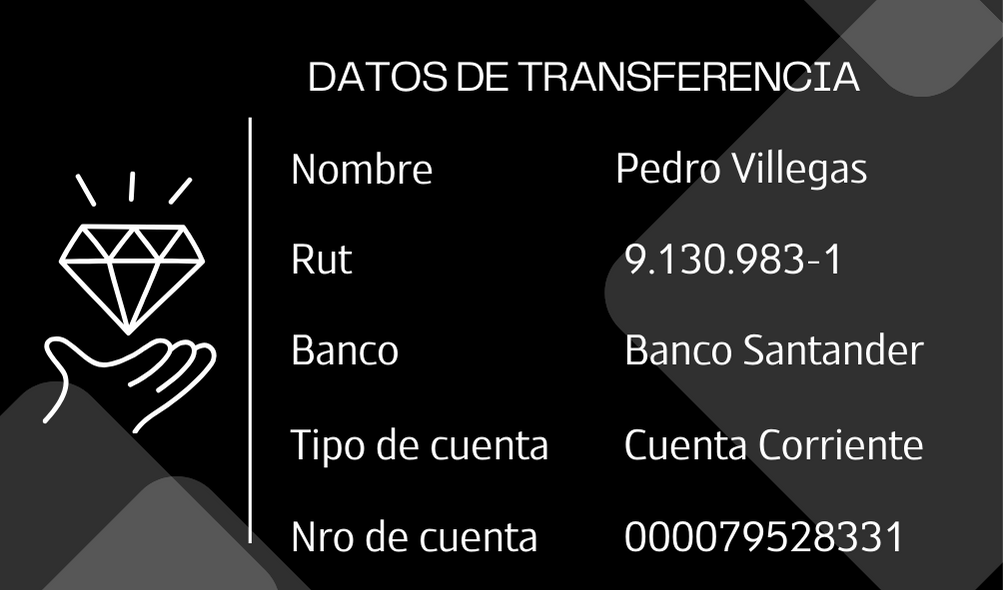 DATOS DE TRANSFERENCIA
Nombre Pedro Villegas
Rut 9.130.983-1
Banco Banco Santander
Tipo de cuenta Cuenta Corriente
Nro de cuenta 000079528331